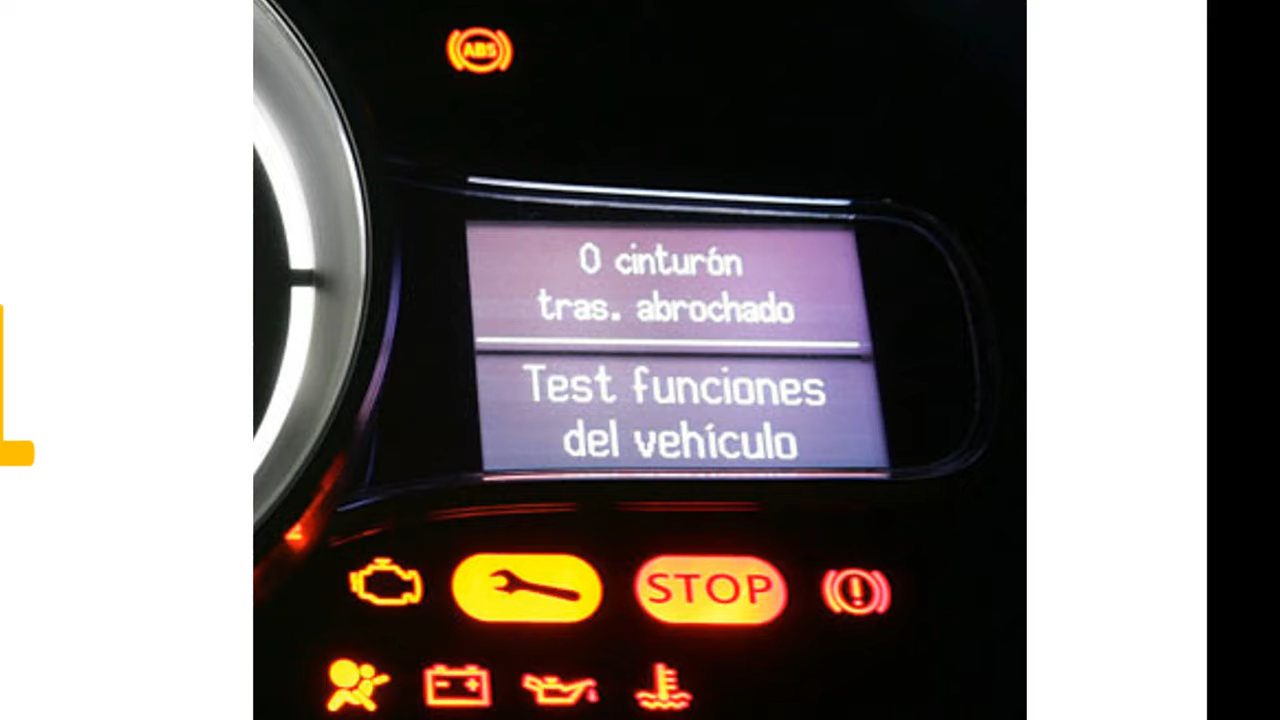 ABS
0 cinturón
tras. abrochado
Test funciones
del vehículo
STOP